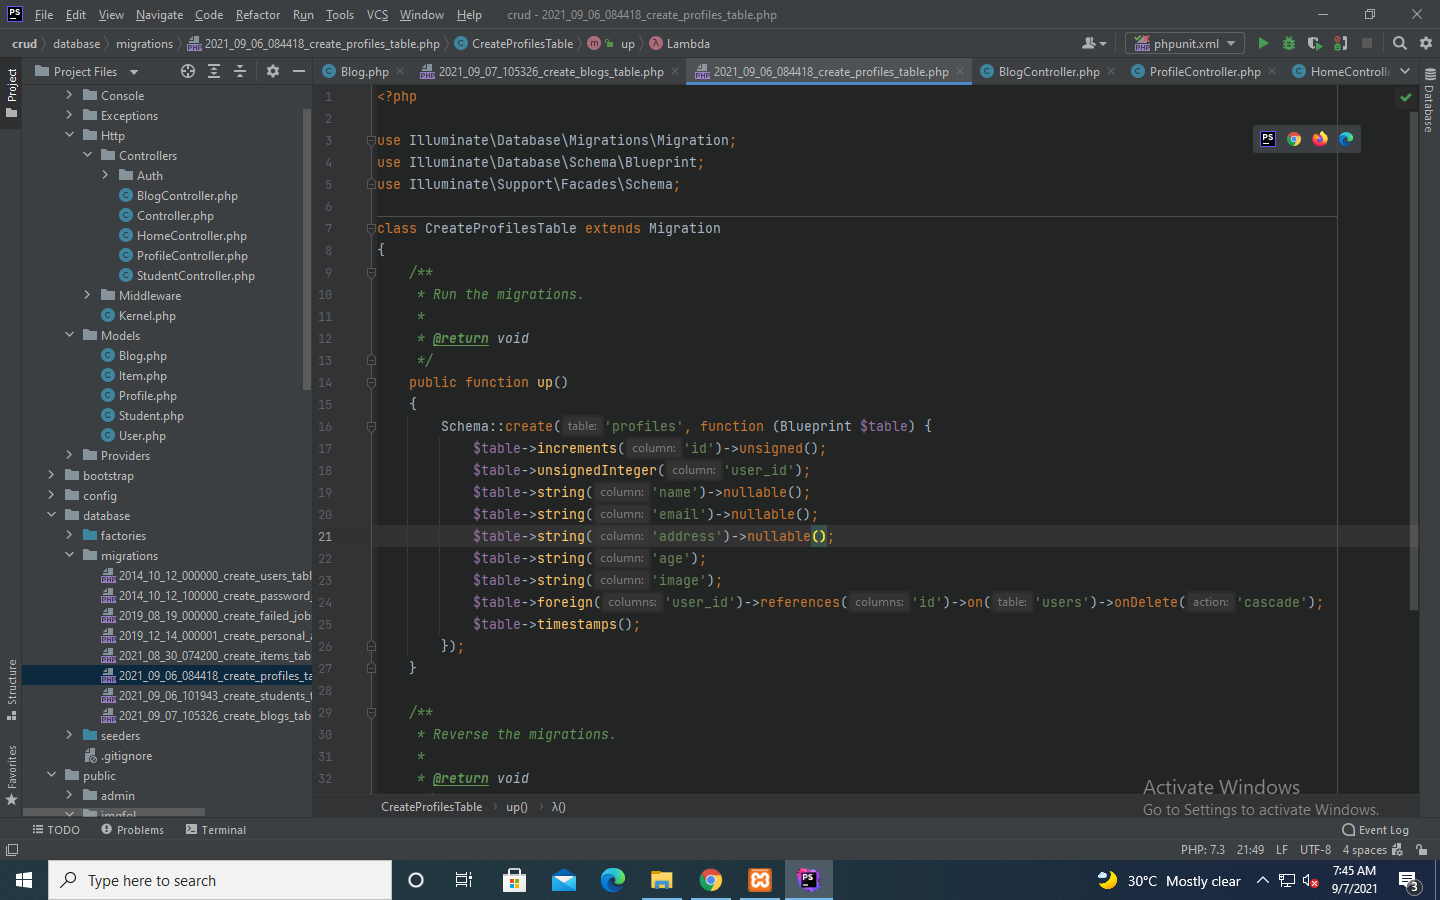 PS File Edit View Navigate Code Refactor Run Tools VCS Window Help crud - 2021_09_06_084418_create_profiles_table.php
crud database migrations 2021_09_06_084418_create_profiles_table.php CreateProfilesTable m up λ Lambda phpunit.xml
Project Files Blog.php 2021_09_07_105326_create_blogs_table.php 2021_09_06_084418_create_profiles_table.php BlogController.php ProfileController.php HomeControll
Project
Structure
Favorites
Database
Console
Exceptions
Http
Controllers
Auth
BlogController.php
Controller.php
HomeController.php
ProfileController.php
StudentController.php
Middleware
Kernel.php
Models
Blog.php
Item.php
Profile.php
Student.php
User.php
Providers
bootstrap
config
database
factories
migrations
2014_10_12_000000_create_users_tabl
2014_10_12_100000_create_password_
2019_08_19_000000_create_failed_job
2019_12_14_000001_create_personal_a
2021_08_30_074200_create_items_tab
2021_09_06_084418_create_profiles_ta
2021_09_06_101943_create_students_t
2021_09_07_105326_create_blogs_tab
seeders
.gitignore
public
admin
imgfol
1 <?php
2
3 use Illuminate\Database\Migrations\Migration;
4 use Illuminate\Database\Schema\Blueprint;
5 use Illuminate\Support\Facades\Schema;
6
7 class CreateProfilesTable extends Migration
8 {
9 /**
10 * Run the migrations.
11 *
12 * @return void
13 */
14 public function up()
15 {
16 Schema::create( table: 'profiles', function (Blueprint $table) {
17 $table->increments( column: 'id')->unsigned();
18 $table->unsignedInteger( column: 'user_id');
19 $table->string( column: 'name')->nullable();
20 $table->string( column: 'email')->nullable();
21 $table->string( column: 'address')->nullable();
22 $table->string( column: 'age');
23 $table->string( column: 'image');
24 $table->foreign( columns: 'user_id')->references( columns: 'id')->on( table: 'users')->onDelete( action: 'cascade');
25 $table->timestamps();
26 });
27 }
28
29 /**
30 * Reverse the migrations.
31 *
32 * @return void
CreateProfilesTable up() λ()
Activate Windows
Go to Settings to activate Windows.
TODO Problems Terminal Event Log
PHP: 7.3 21:49 LF UTF-8 4 spaces
Type here to search
30°C Mostly clear
7:45 AM
9/7/2021
3